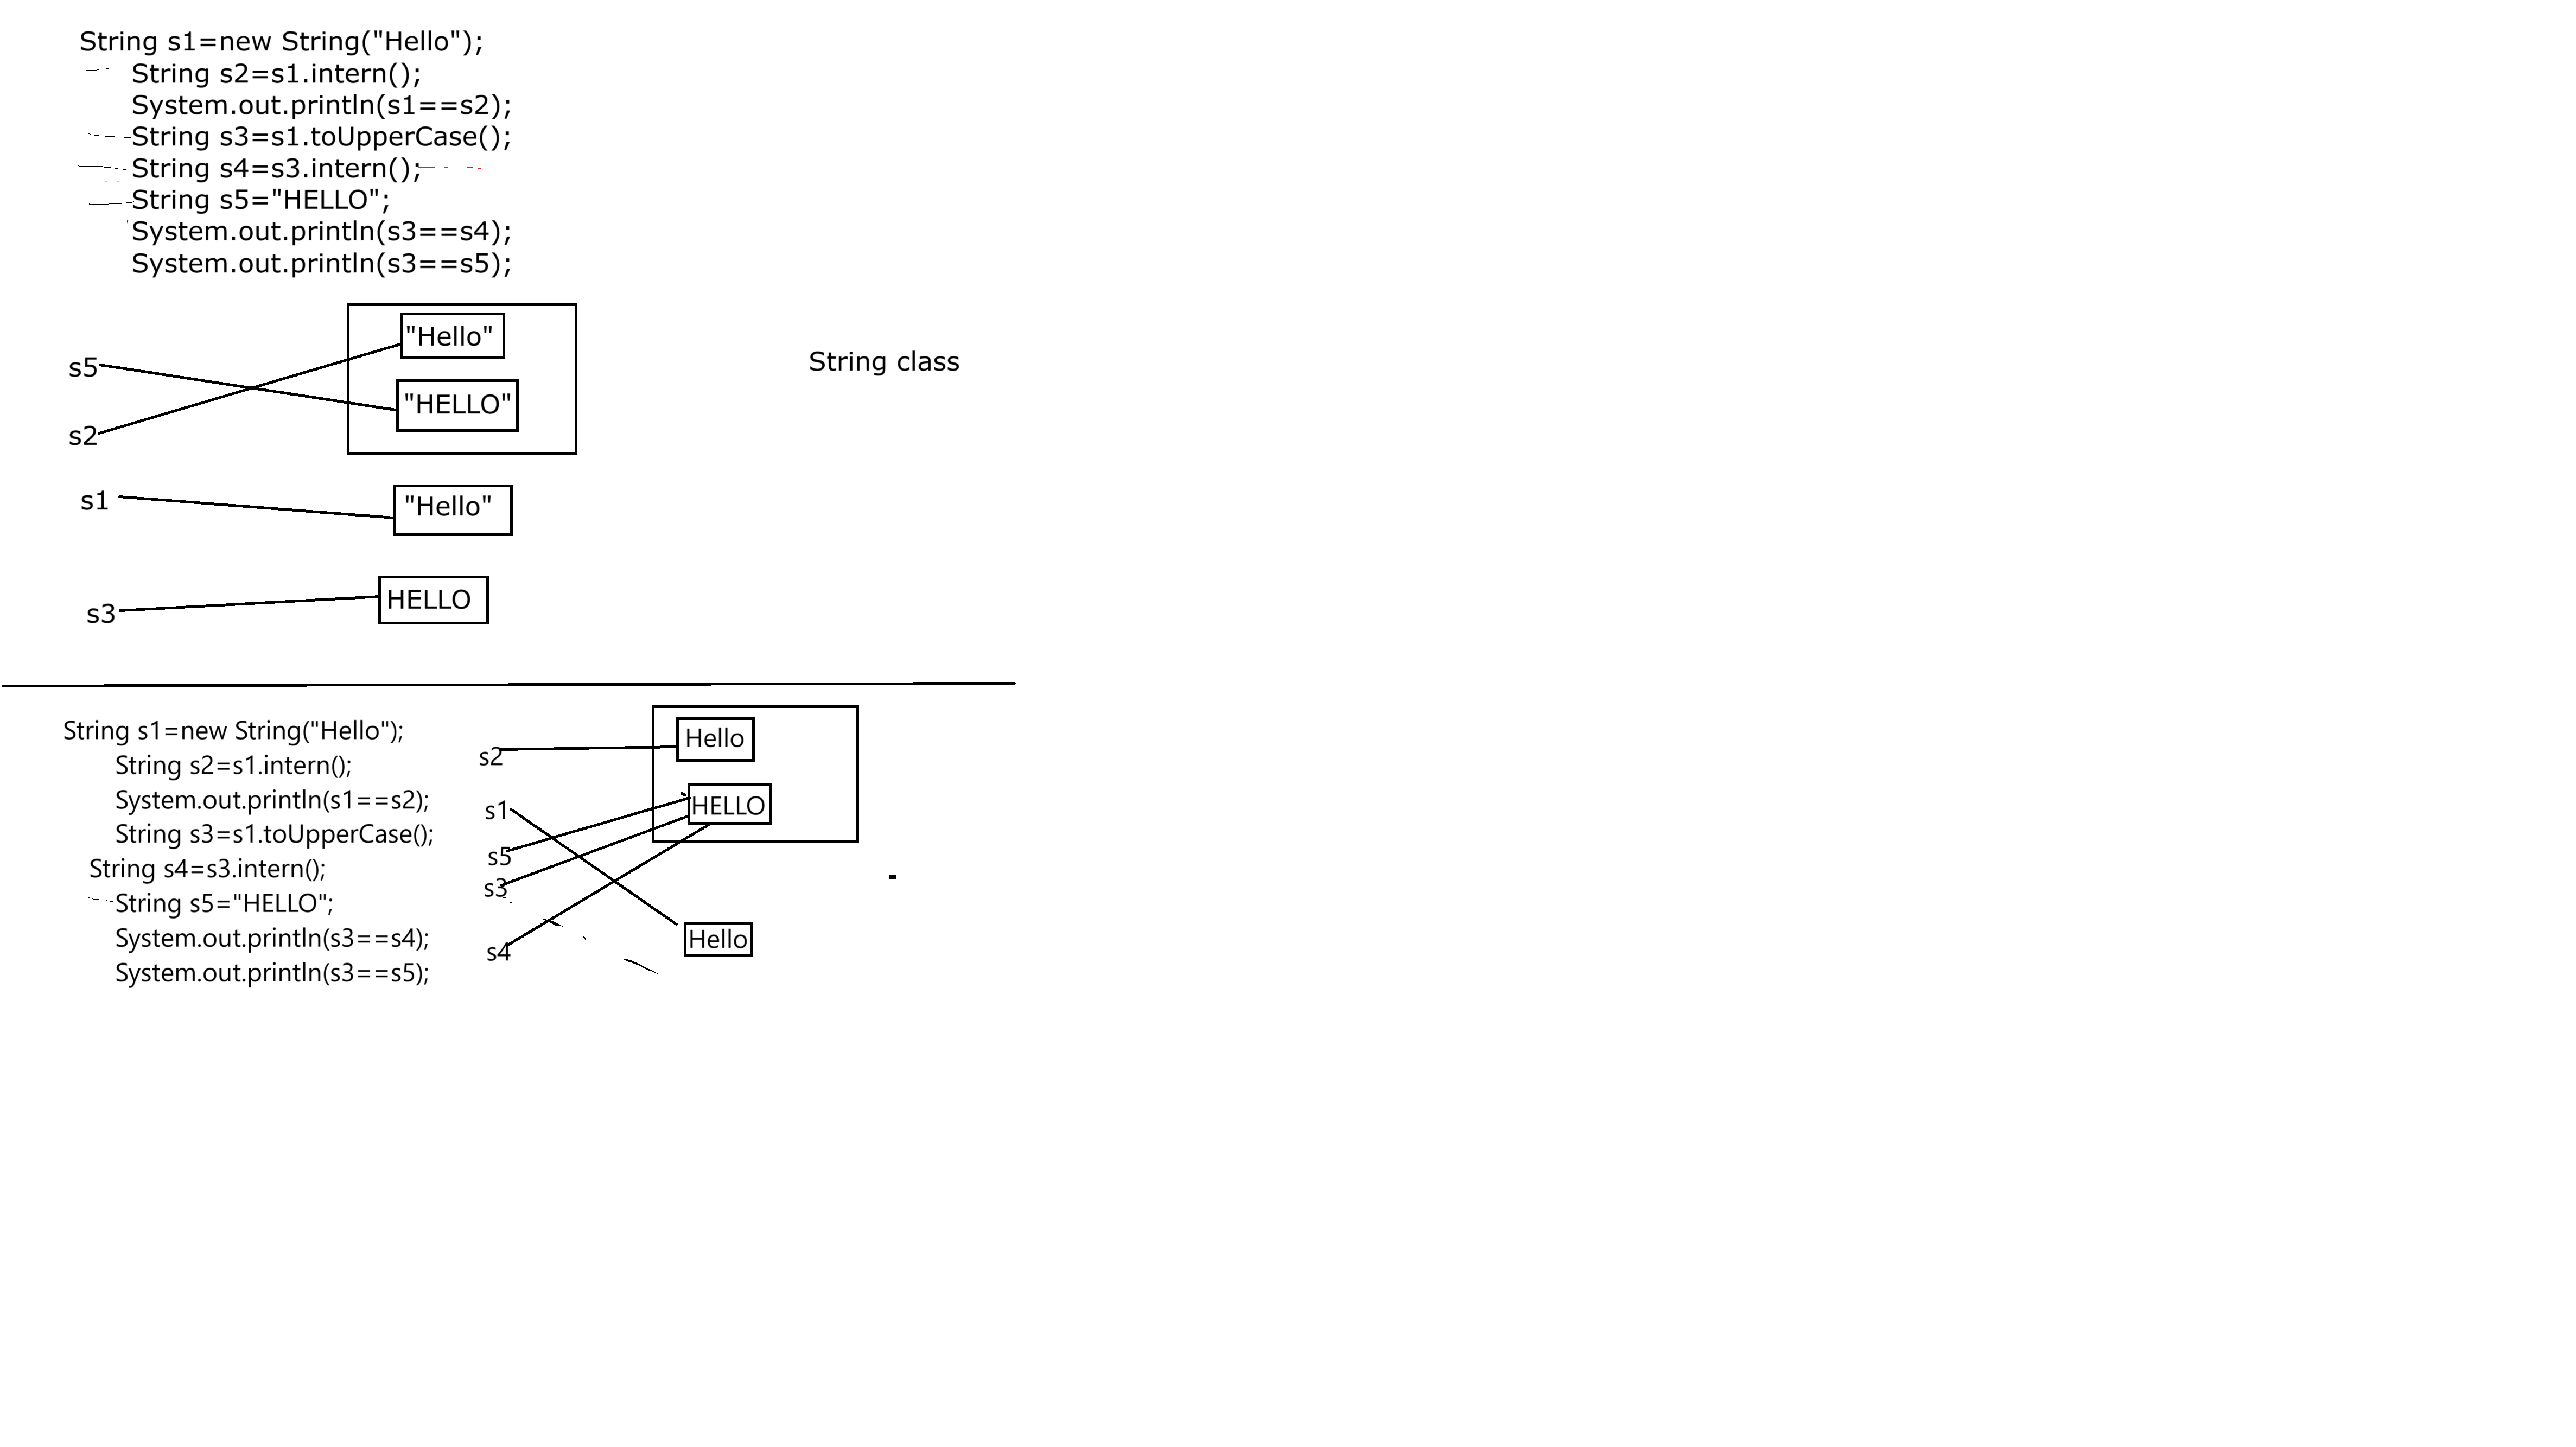 String s1=new String("Hello");
String s2=s1.intern();
System.out.println(s1==s2);
String s3=s1.toUpperCase();
String s4=s3.intern();
String s5="HELLO";
System.out.println(s3==s4);
System.out.println(s3==s5);
"Hello"
s5
String class
"HELLO"
s2
s1
"Hello"
s3
HELLO
String s1=new String("Hello");
String s2=s1.intern();
System.out.println(s1==s2);
String s3=s1.toUpperCase();
String s4=s3.intern();
String s5="HELLO";
System.out.println(s3==s4);
System.out.println(s3==s5);
Hello
s2
HELLO
s1
s5
s3
s4
Hello